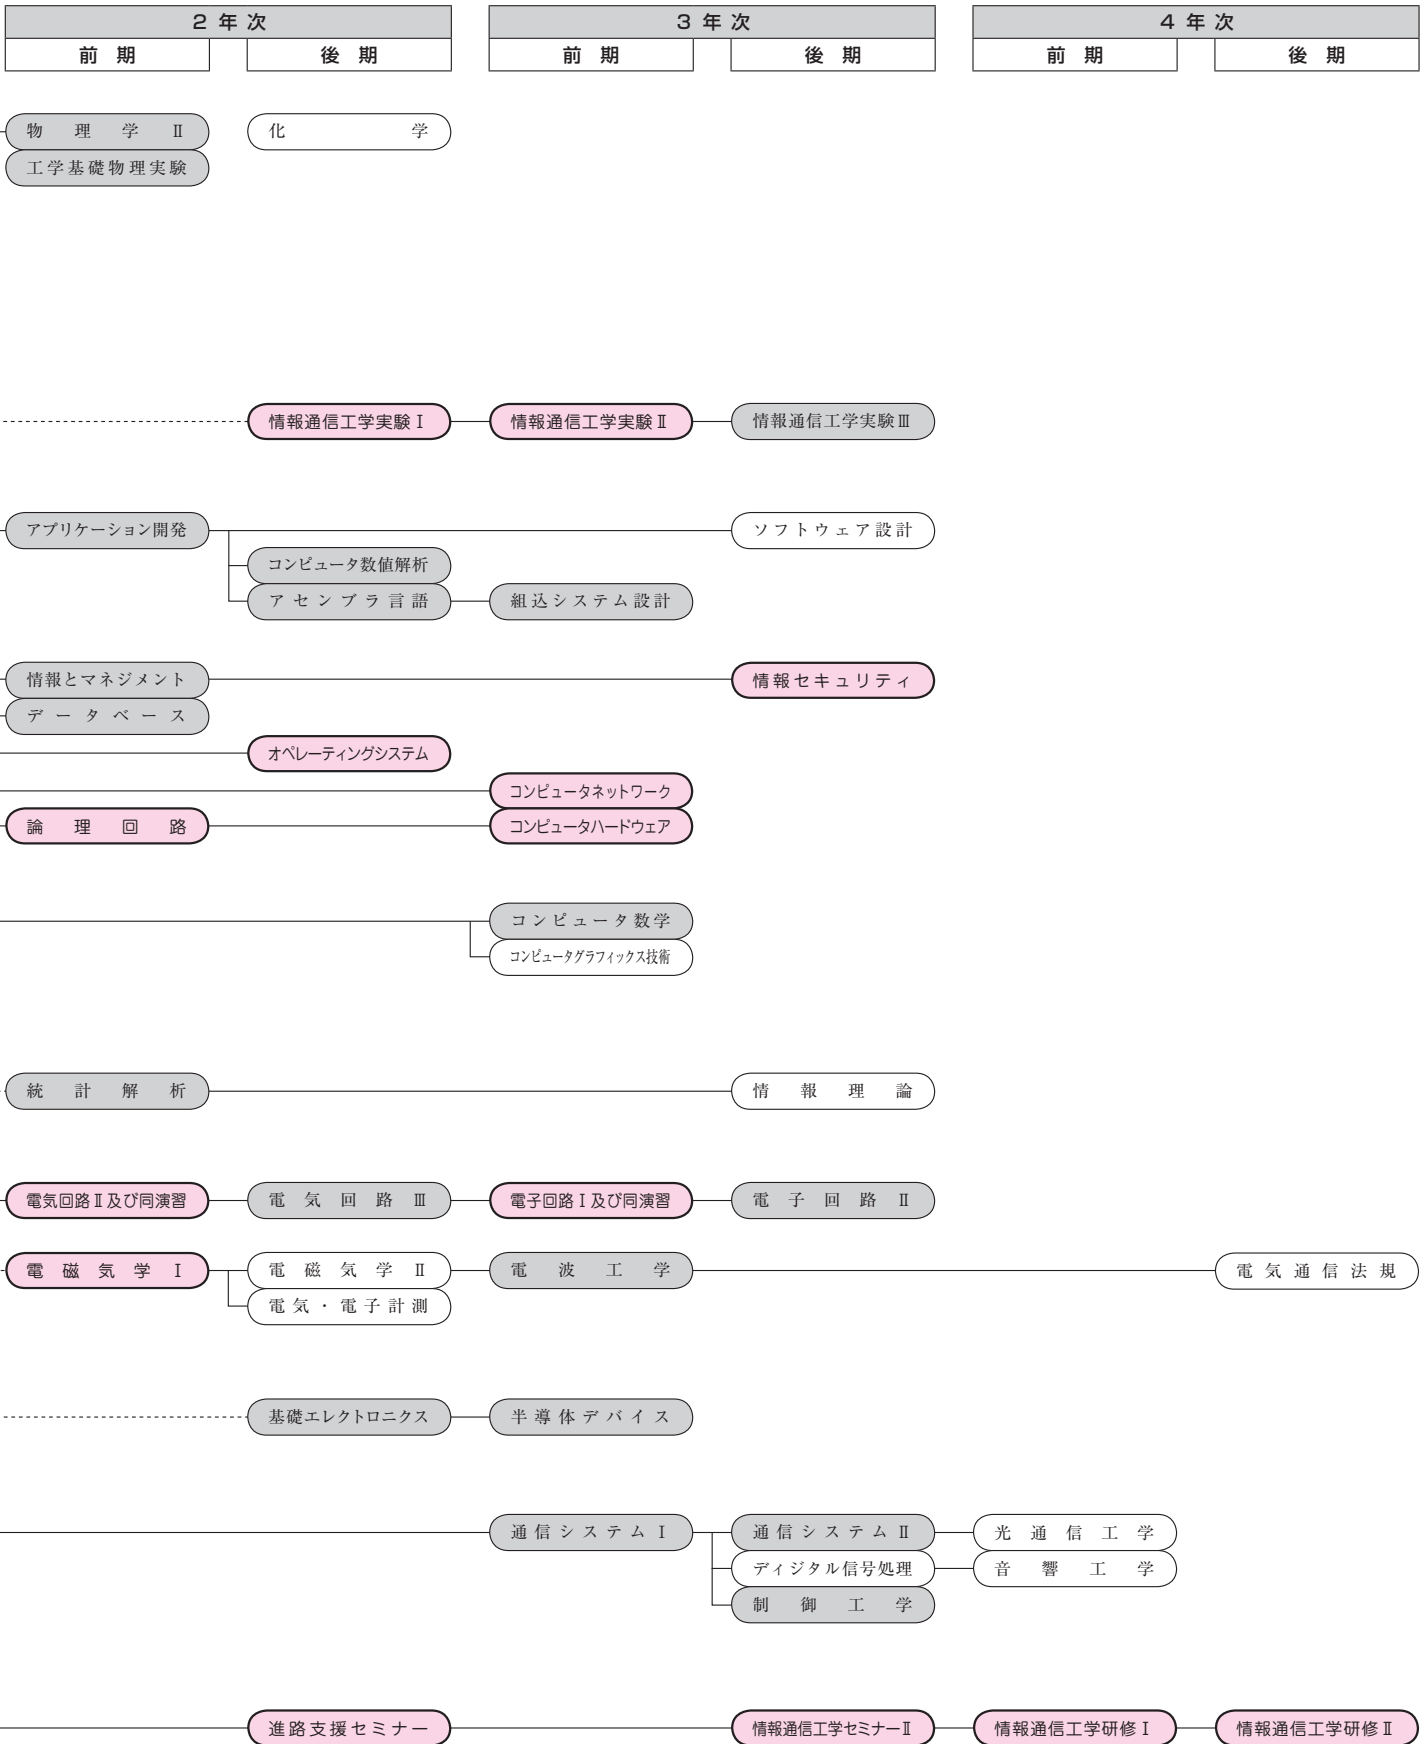 2年次 3年次 4年次
前期 後期 前期 後期 前期 後期
物理学Ⅱ 化学
工学基礎物理実験
情報通信工学実験Ⅰ 情報通信工学実験Ⅱ 情報通信工学実験Ⅲ
アプリケーション開発 ソフトウェア設計
コンピュータ数値解析
アセンブラ言語 組込システム設計
情報とマネジメント 情報セキュリティ
データベース
オペレーティングシステム
コンピュータネットワーク
論理回路 コンピュータハードウェア
コンピュータ数学
コンピュータグラフィックス技術
統計解析 情報理論
電気回路Ⅱ及び同演習 電気回路Ⅲ 電子回路Ⅰ及び同演習 電子回路Ⅱ
電磁気学Ⅰ 電磁気学Ⅱ 電波工学 電気通信法規
電気・電子計測
基礎エレクトロニクス 半導体デバイス
通信システムⅠ 通信システムⅡ 光通信工学
ディジタル信号処理 音響工学
制御工学
進路支援セミナー 情報通信工学セミナーⅡ 情報通信工学研修Ⅰ 情報通信工学研修Ⅱ